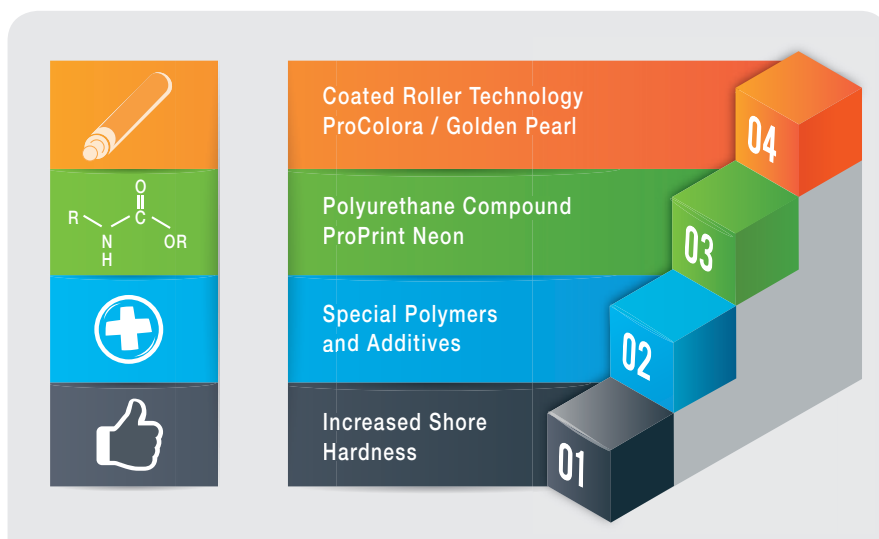 Coated Roller Technology
ProColora / Golden Pearl
04
O
R
C
N
OR
H
Polyurethane Compound
ProPrint Neon
03
Special Polymers
and Additives
02
Increased Shore
Hardness
01